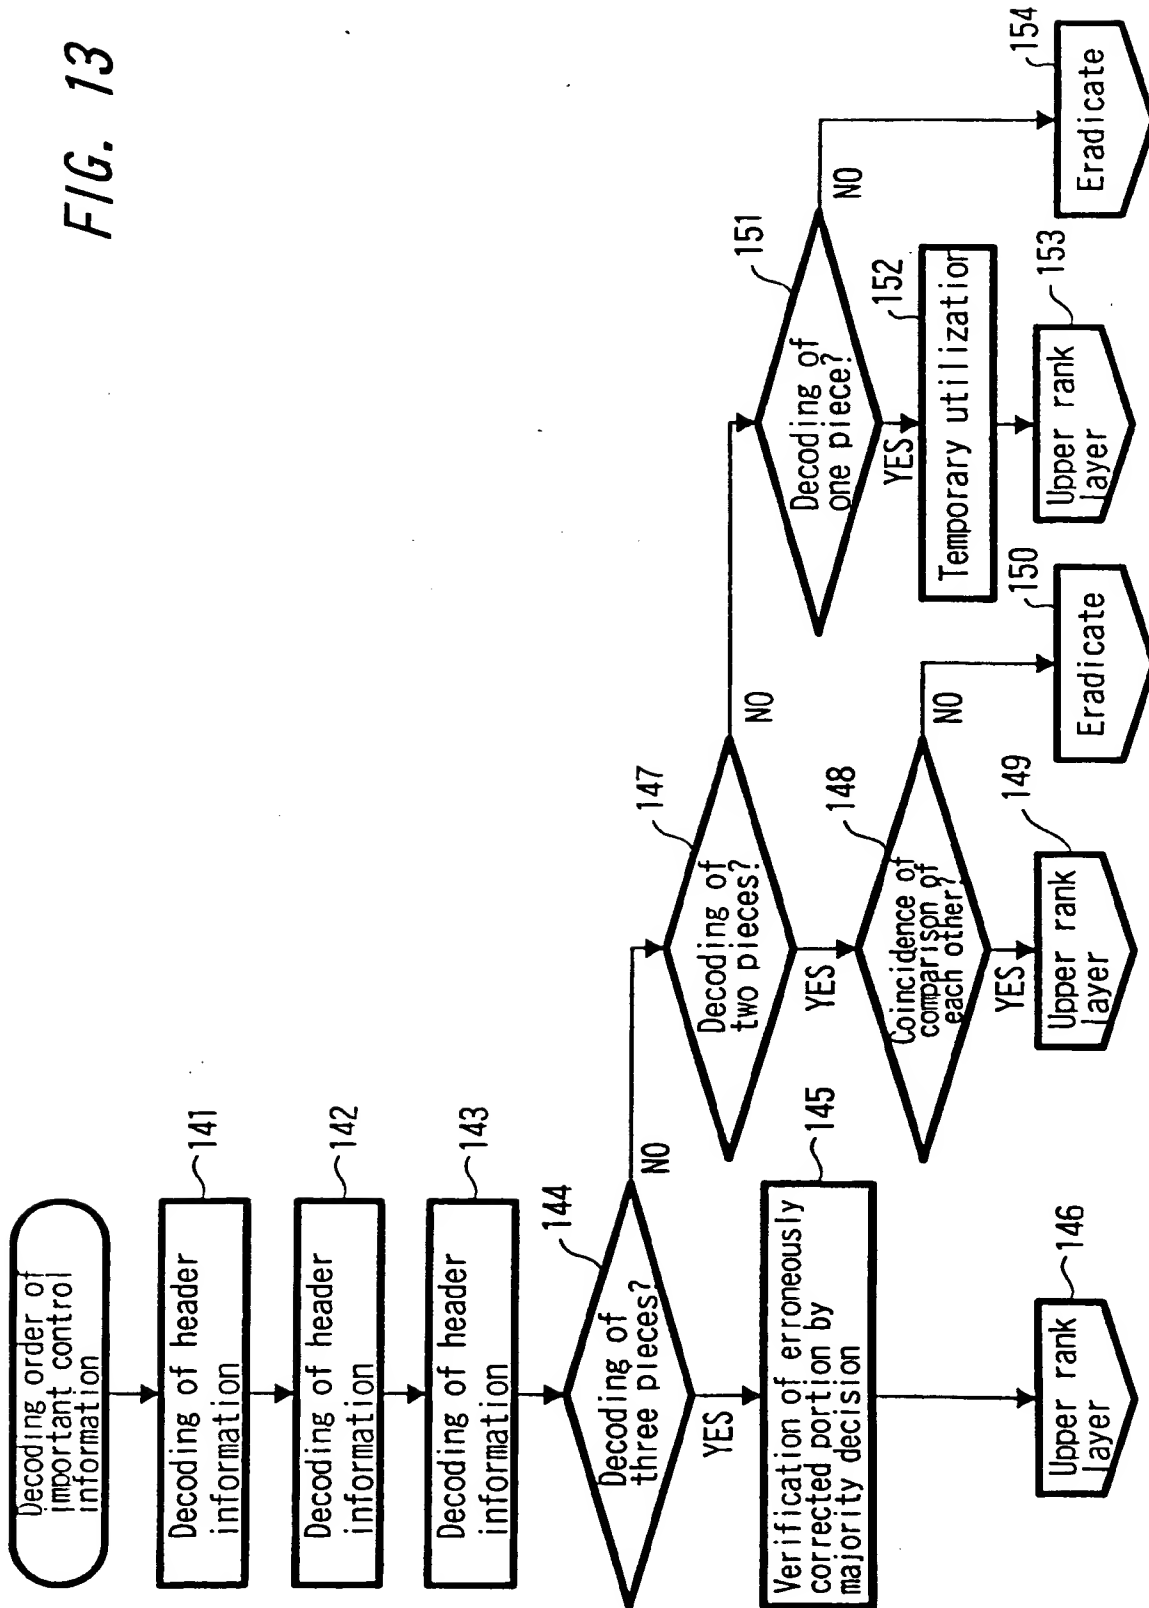 FIG. 13
Decoding order of
important control
information
Decoding of header
information
141
Decoding of header
information
142
Decoding of header
information
143
Decoding of
three pieces?
144
NO
YES
Verification of erroneously
corrected portion by
majority decision
145
Upper rank
layer
146
Decoding of
two pieces?
147
NO
YES
Coincidence of
comparison of
each other?
148
NO
YES
Upper rank
layer
149
Eradicate
150
Decoding of
one piece?
151
NO
YES
Temporary utilization
152
Upper rank
layer
153
Eradicate
154